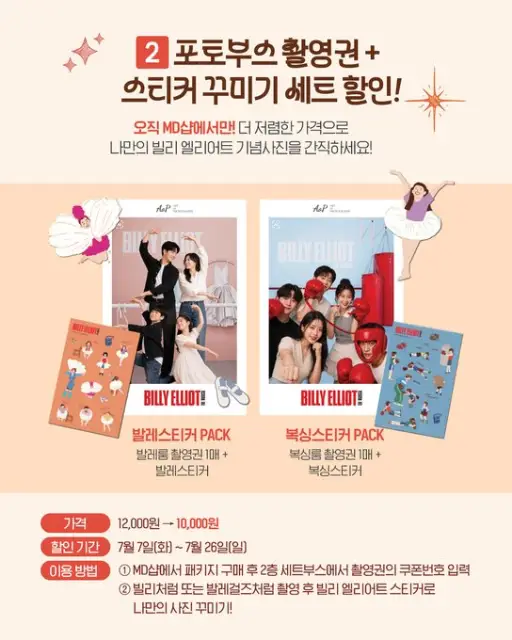 2 포토부스 촬영권 +
스티커 꾸미기 세트 할인!
오직 MD샵에서만! 더 저렴한 가격으로
나만의 빌리 엘리어트 기념사진을 간직하세요!
BILLY ELLIOT
BILLY ELLIOT
BILLY ELLIOT
BILLY ELLIOT
BILLY ELLIOT
BILLY ELLIOT
발레스티커 PACK
발레룸 촬영권 1매 +
발레스티커
복싱스티커 PACK
복싱룸 촬영권 1매 +
복싱스티커
가격 12,000원 → 10,000원
할인 기간 7월 7일(화) ~ 7월 26일(일)
이용 방법 ① MD샵에서 패키지 구매 후 2층 세트부스에서 촬영권의 쿠폰번호 입력
② 빌리처럼 또는 발레걸즈처럼 촬영 후 빌리 엘리어트 스티커로
나만의 사진 꾸미기!